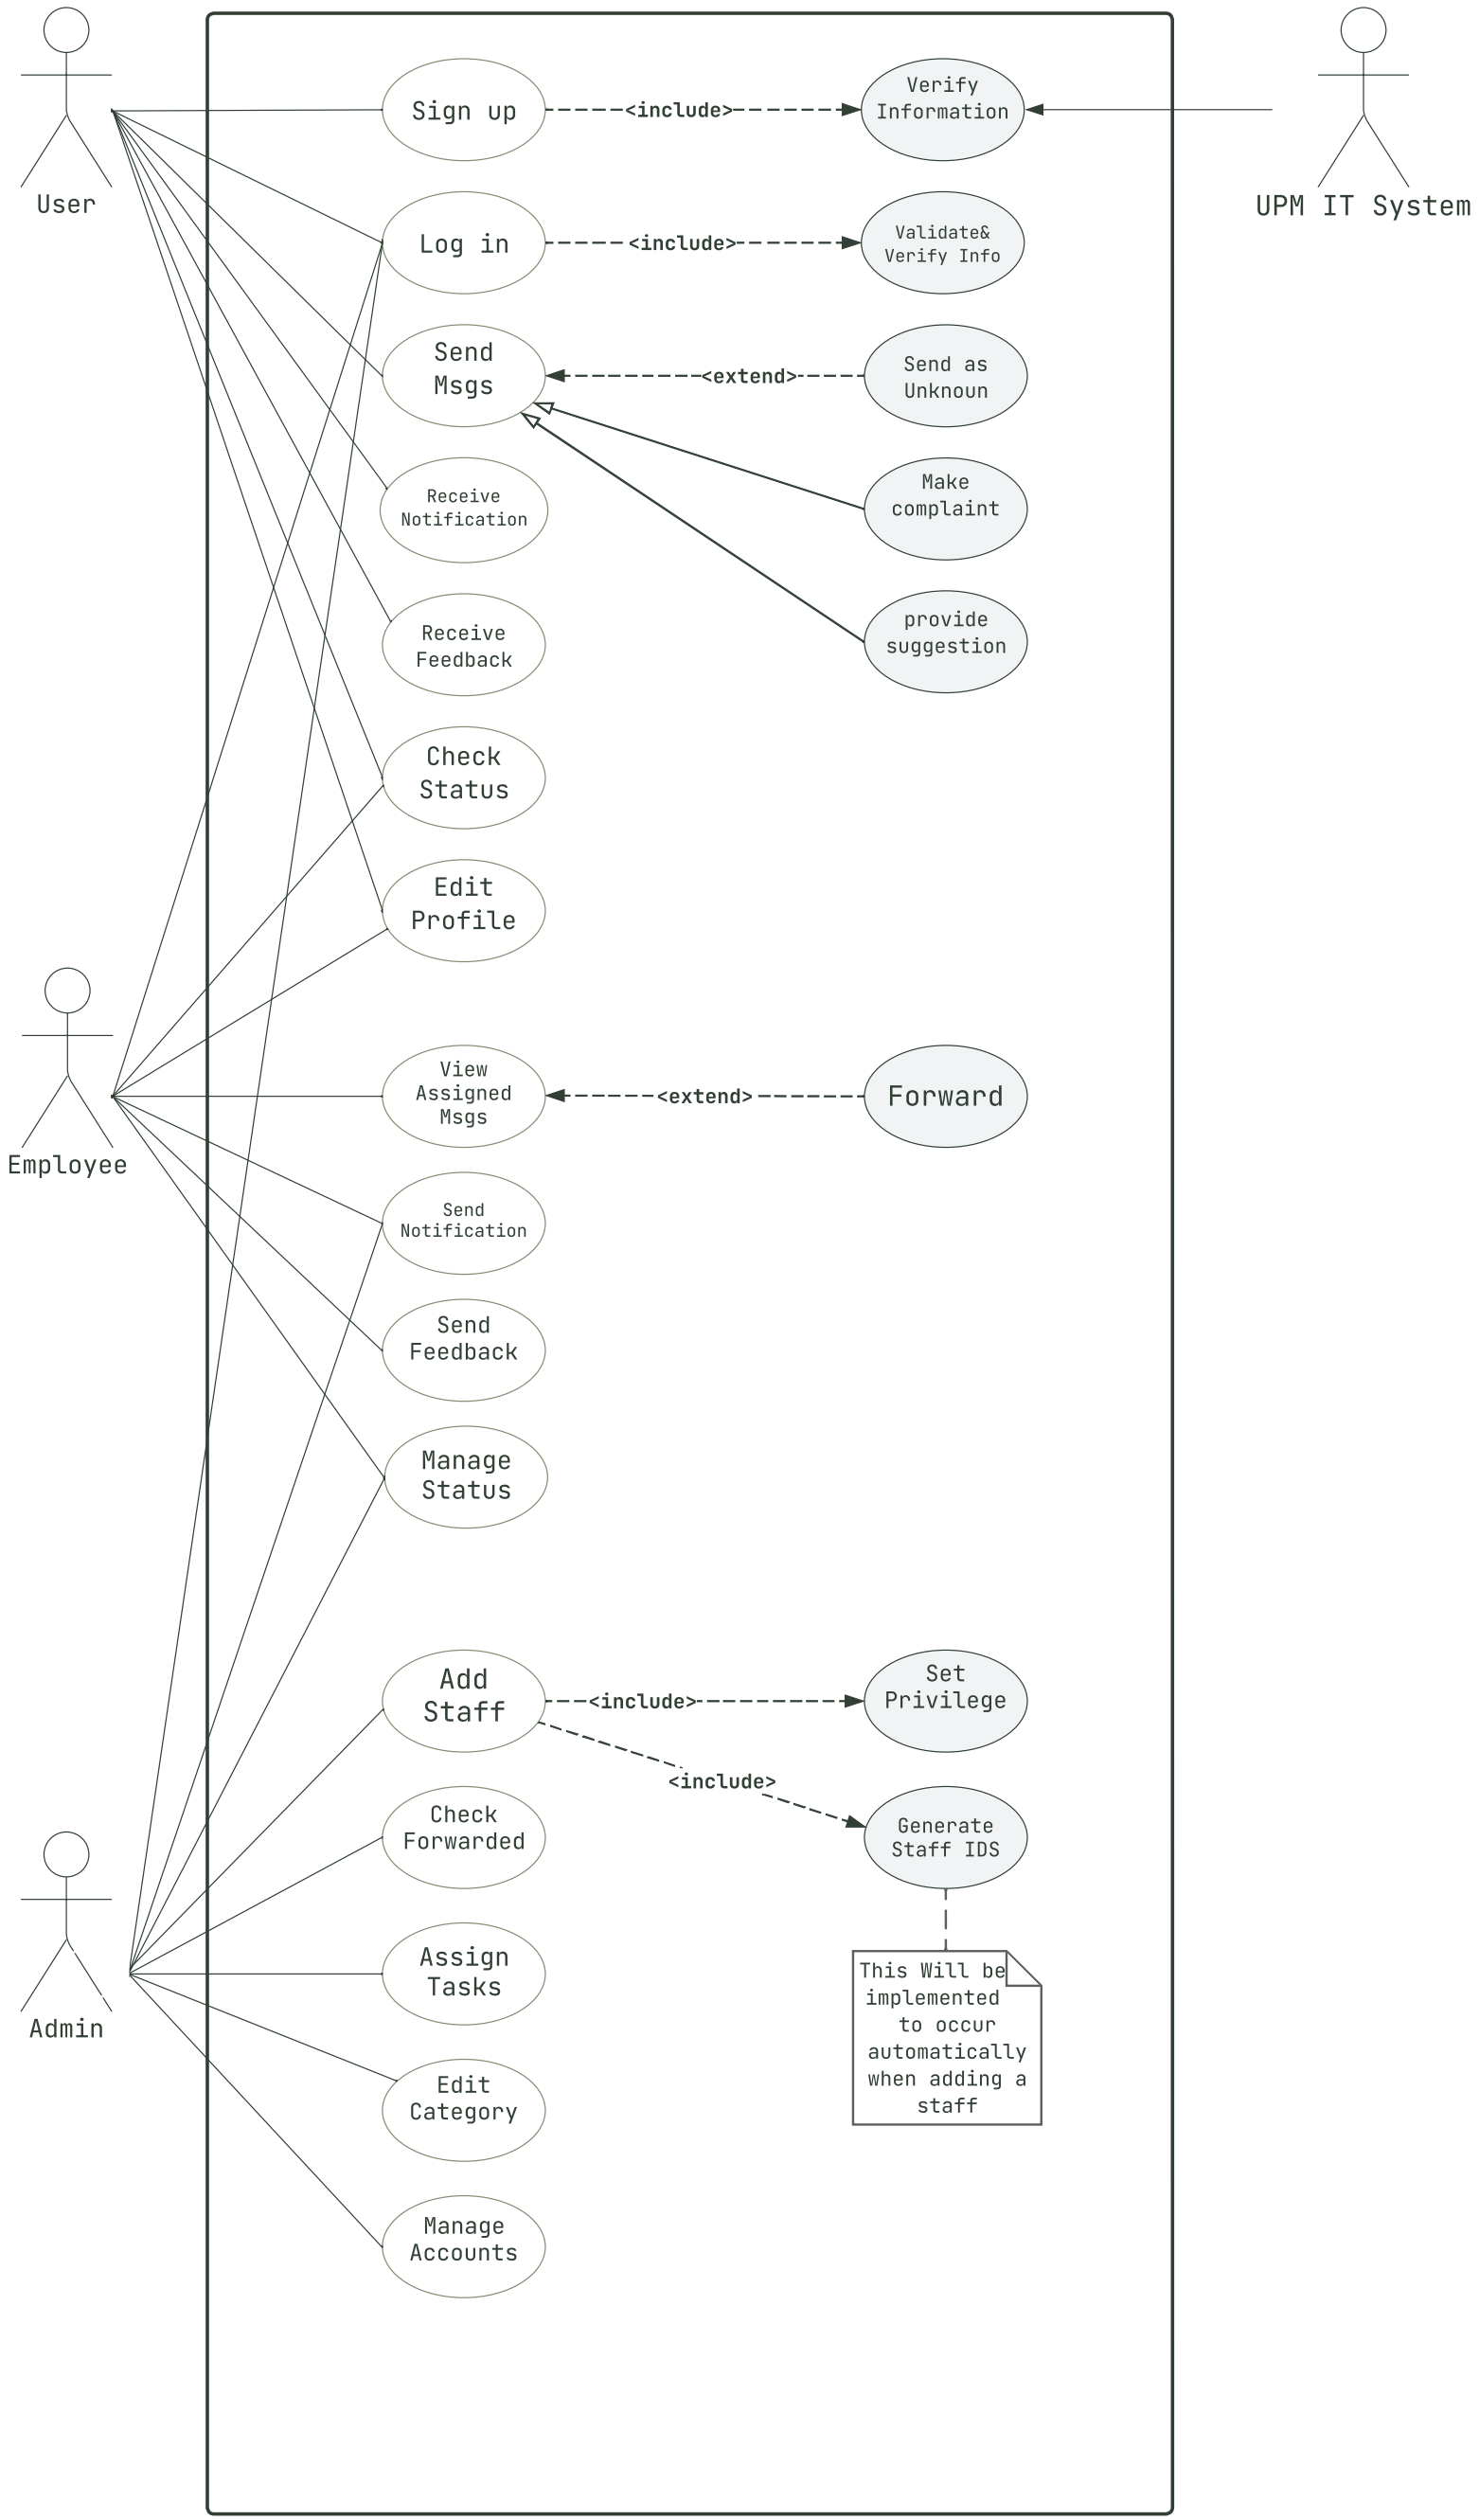 User
UPM IT System
Sign up
<include>
Verify
Information
Log in
<include>
Validate&
Verify Info
Send
Msgs
<extend>
Send as
Unknoun
Receive
Notification
Make
complaint
Receive
Feedback
provide
suggestion
Check
Status
Edit
Profile
Employee
View
Assigned
Msgs
<extend>
Forward
Send
Notification
Send
Feedback
Manage
Status
Add
Staff
<include>
Set
Privilege
<include>
Generate
Staff IDS
Check
Forwarded
Admin
Assign
Tasks
This Will be
implemented
to occur
automatically
when adding a
staff
Edit
Category
Manage
Accounts